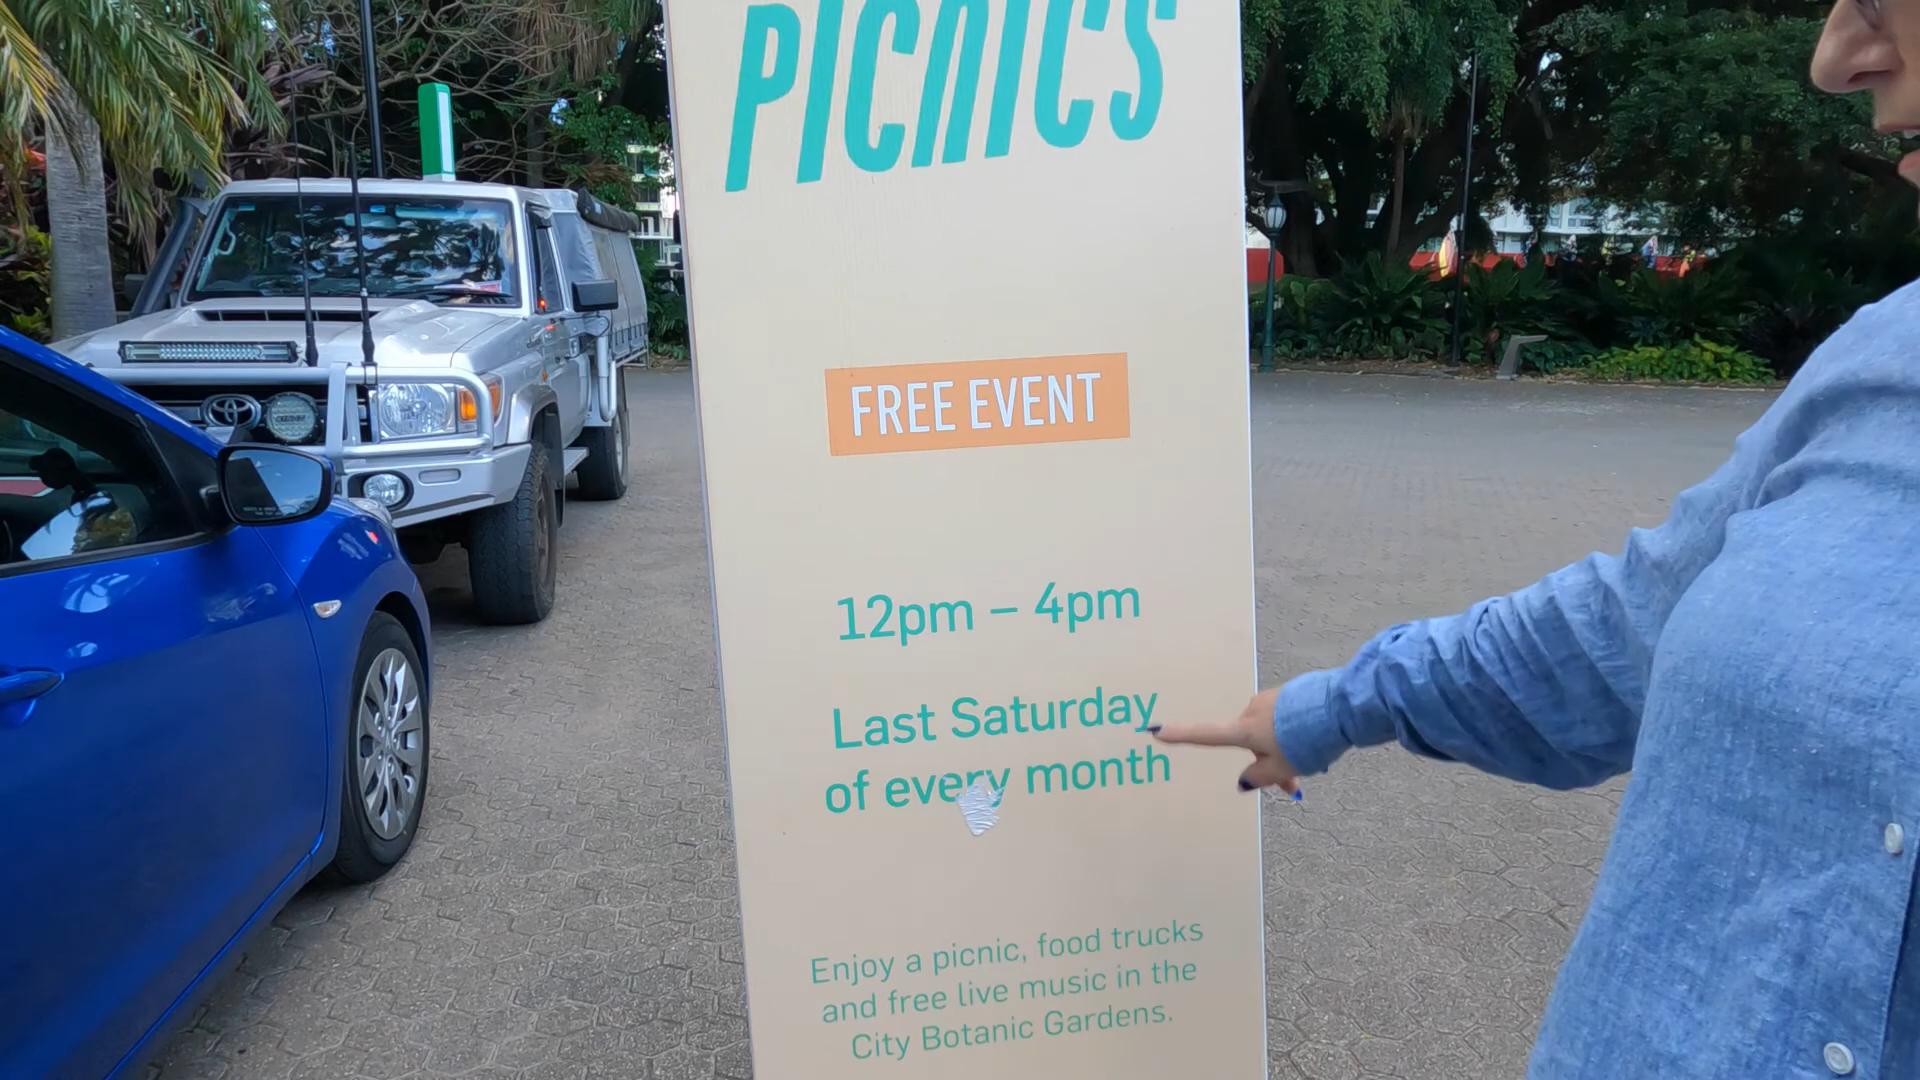 PICNICS
FREE EVENT
12pm – 4pm
Last Saturday
of every month
Enjoy a picnic, food trucks
and free live music in the
City Botanic Gardens.